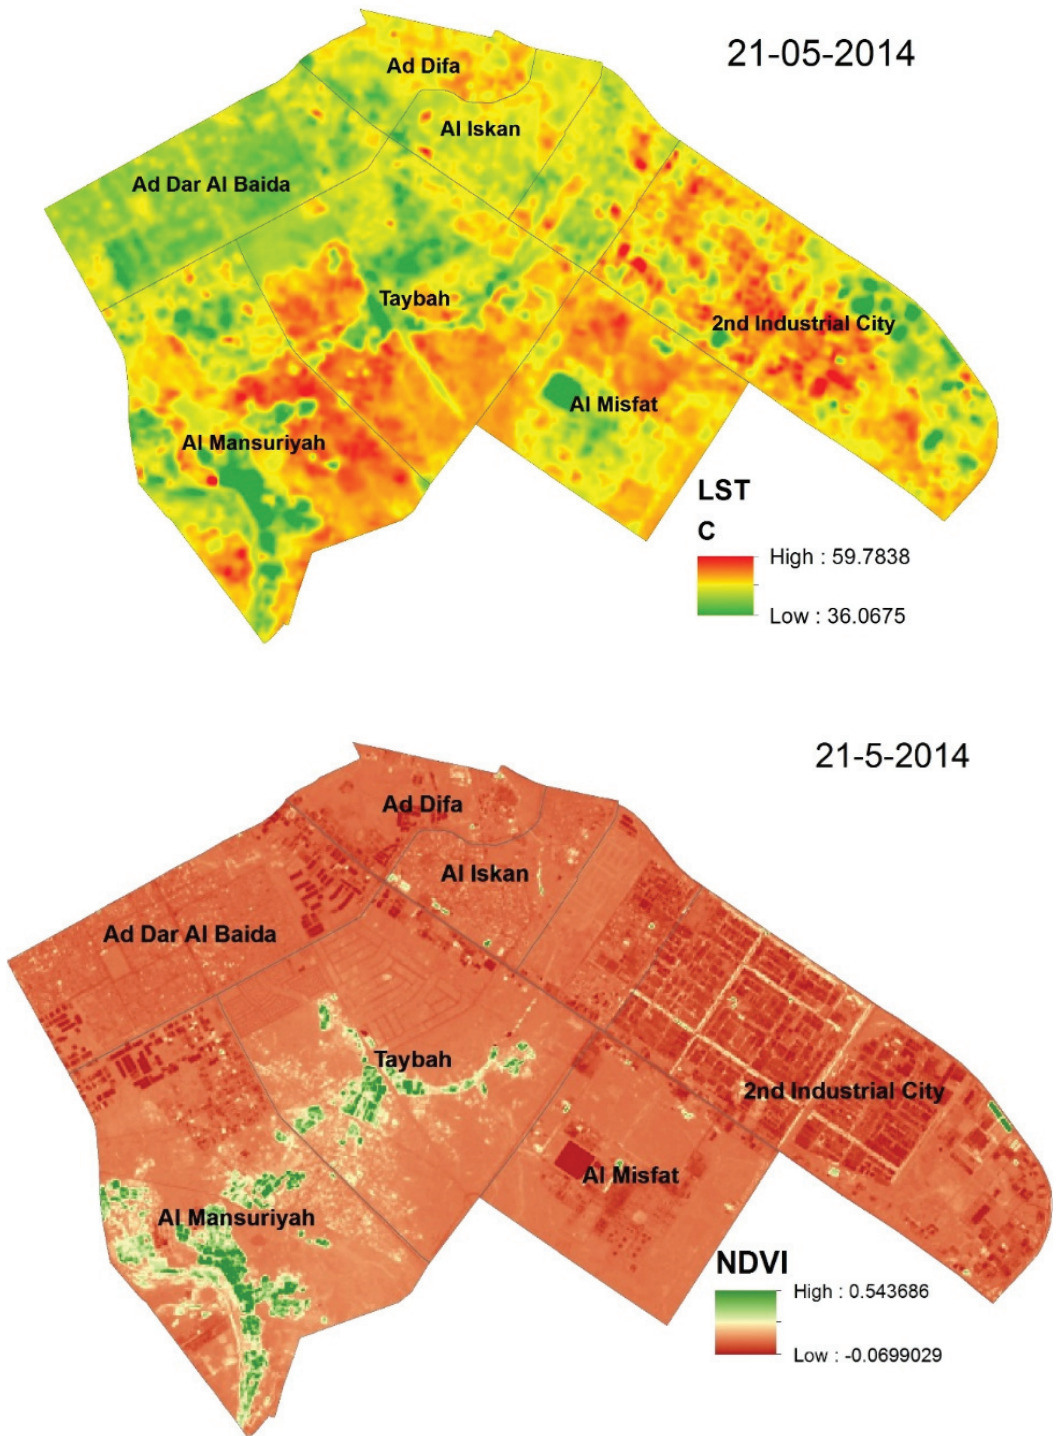 21-05-2014
Ad Difa
Al Iskan
Ad Dar Al Baida
Taybah
2nd Industrial City
Al Misfat
Al Mansuriyah
LST
C
High : 59.7838
Low : 36.0675
21-5-2014
Ad Difa
Al Iskan
Ad Dar Al Baida
Taybah
2nd Industrial City
Al Misfat
Al Mansuriyah
NDVI
High : 0.543686
Low : -0.0699029